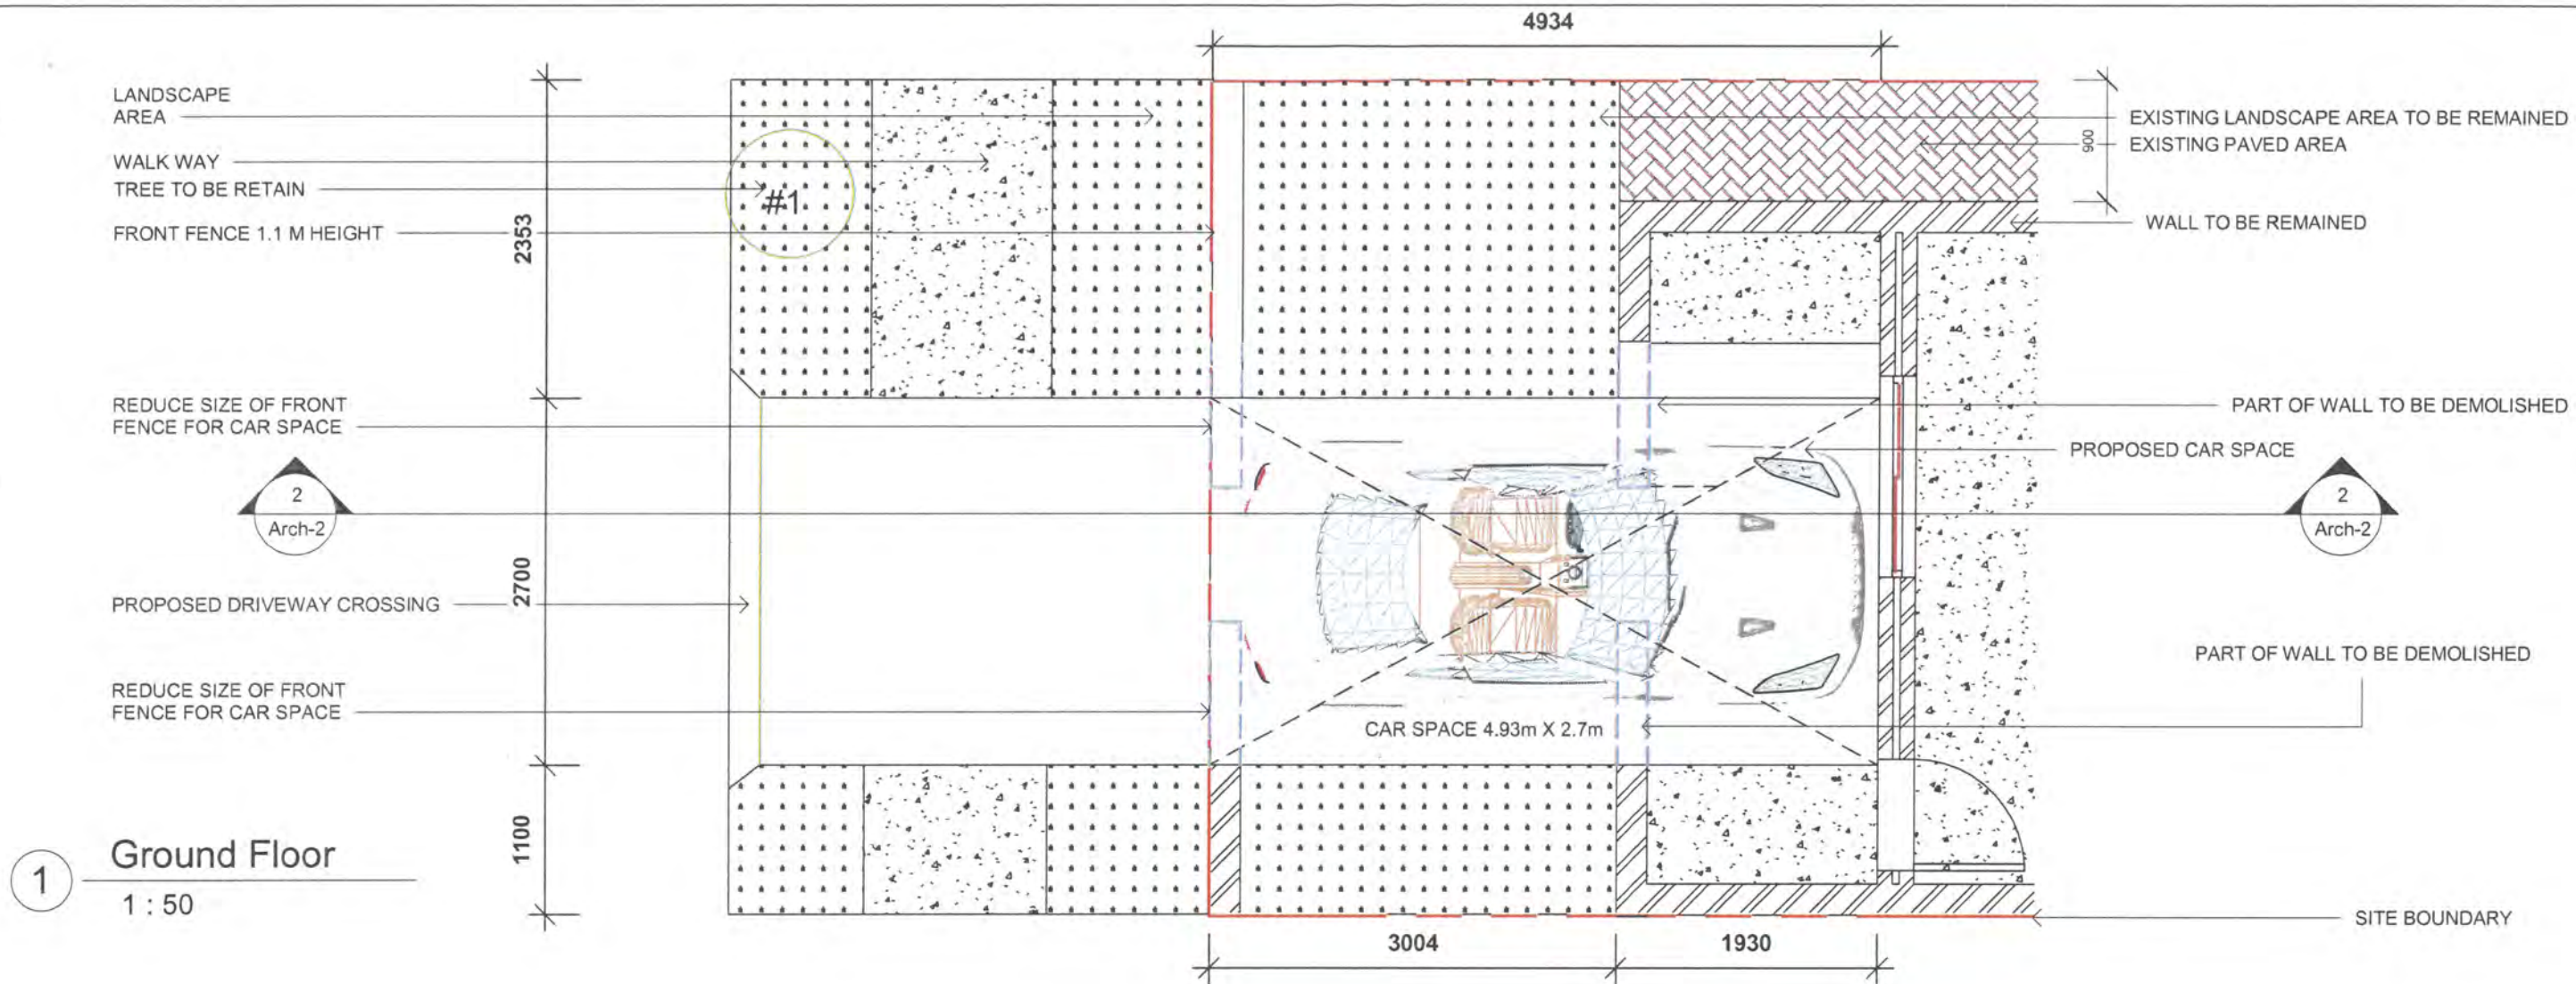 4934
LANDSCAPE
AREA
WALK WAY
TREE TO BE RETAIN
#1
FRONT FENCE 1.1 M HEIGHT
23553
EXISTING LANDSCAPE AREA TO BE REMAINED
900
EXISTING PAVED AREA
WALL TO BE REMAINED
REDUCE SIZE OF FRONT
FENCE FOR CAR SPACE
PART OF WALL TO BE DEMOLISHED
PROPOSED CAR SPACE
2
Arch-2
2
Arch-2
2700
PROPOSED DRIVEWAY CROSSING
PART OF WALL TO BE DEMOLISHED
REDUCE SIZE OF FRONT
FENCE FOR CAR SPACE
CAR SPACE 4.93m X 2.7m
1100
1
Ground Floor
1 : 50
SITE BOUNDARY
3004
1930